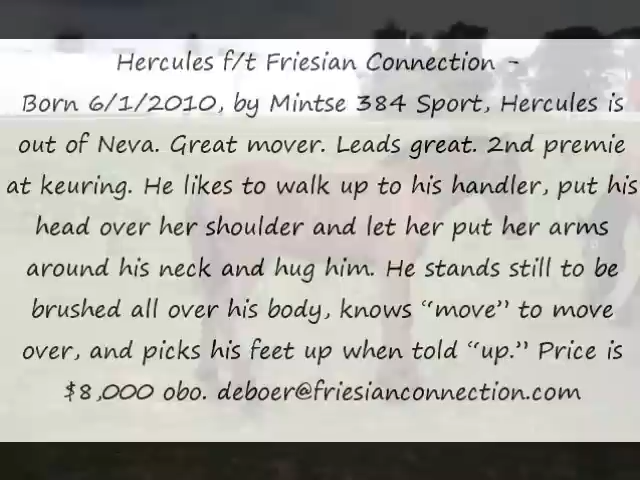 Hercules f/t Friesian Connection -
Born 6/1/2010, by Mintse 384 Sport, Hercules is
out of Neva. Great mover. Leads great. 2nd premie
at keuring. He likes to walk up to his handler, put his
head over her shoulder and let her put her arms
around his neck and hug him. He stands still to be
brushed all over his body, knows “move” to move
over, and picks his feet up when told “up.” Price is
$8,000 obo. deboer@friesianconnection.com